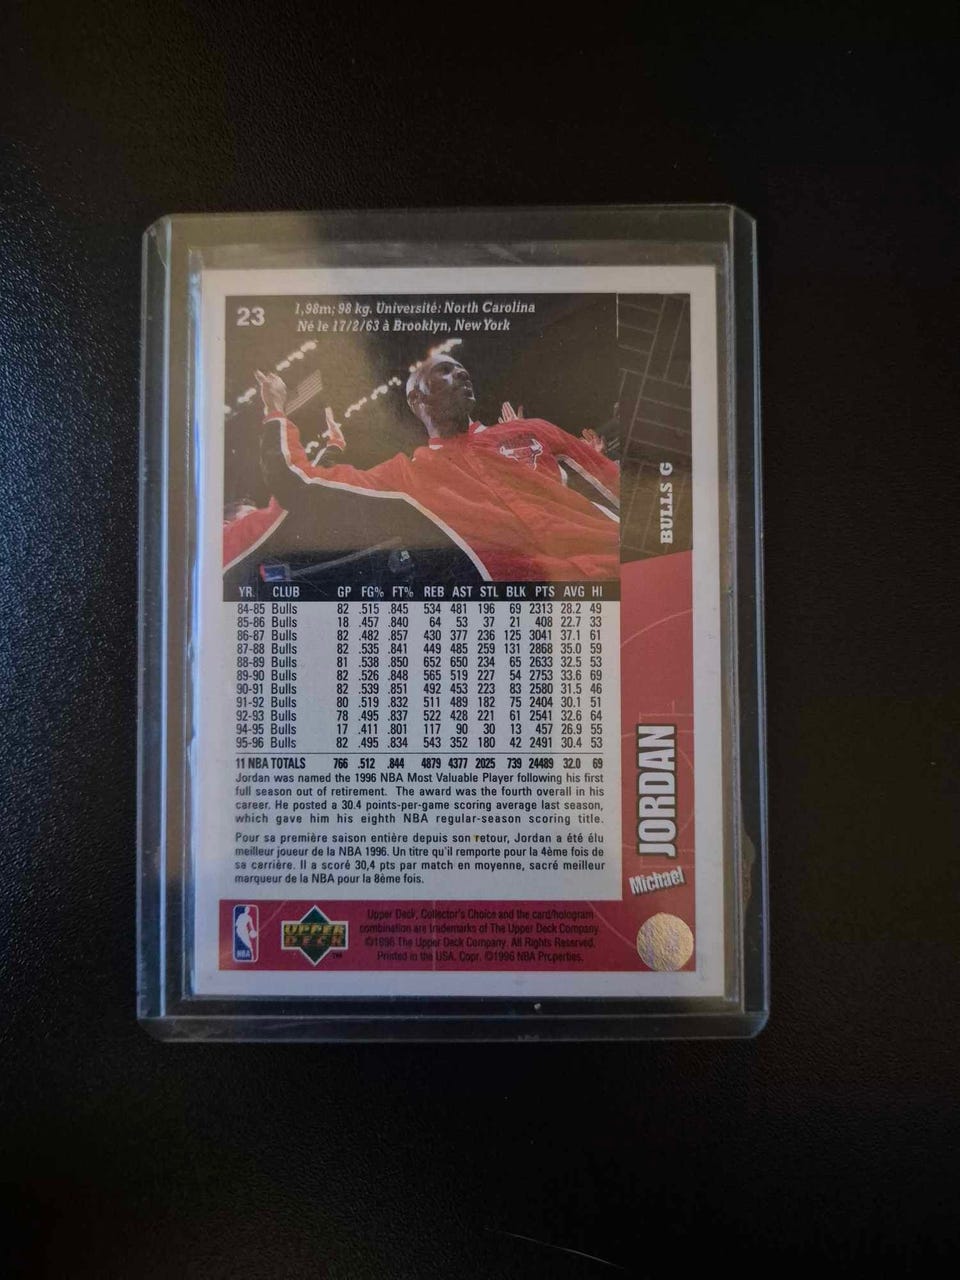 23
1,98m; 98 kg. Université: North Carolina
Né le 17/2/63 à Brooklyn, New York
BULLS G
YR. CLUB GP FG% FT% REB AST STL BLK PTS AVG HI
84-85 Bulls 82 .515 .845 534 481 196 69 2313 28.2 49
85-86 Bulls 18 .457 .840 64 53 37 21 408 22.7 33
86-87 Bulls 82 .482 .857 430 377 236 125 3041 37.1 61
87-88 Bulls 82 .535 .841 449 485 259 131 2868 35.0 59
88-89 Bulls 81 .538 .850 652 650 234 65 2633 32.5 53
89-90 Bulls 82 .526 .848 565 519 227 54 2753 33.6 69
90-91 Bulls 82 .539 .851 492 453 223 83 2580 31.5 46
91-92 Bulls 80 .519 .832 511 489 182 75 2404 30.1 51
92-93 Bulls 78 .495 .837 522 428 221 61 2541 32.6 64
94-95 Bulls 17 .411 .801 117 90 30 13 457 26.9 55
95-96 Bulls 82 .495 .834 543 352 180 42 2491 30.4 53
11 NBA TOTALS 766 .512 .844 4879 4377 2025 739 24489 32.0 69
Jordan was named the 1996 NBA Most Valuable Player following his first
full season out of retirement. The award was the fourth overall in his
career. He posted a 30.4 points-per-game scoring average last season,
which gave him his eighth NBA regular-season scoring title.
Pour sa première saison entière depuis son retour, Jordan a été élu
meilleur joueur de la NBA 1996. Un titre qu'il remporte pour la 4ème fois de
sa carrière. Il a scoré 30,4 pts par match en moyenne, sacré meilleur
marqueur de la NBA pour la 8ème fois.
Michael
JORDAN
NBA
UPPER
DECK
TM
Upper Deck, Collector's Choice and the card/hologram
combination are trademarks of The Upper Deck Company.
©1996 The Upper Deck Company. All Rights Reserved.
Printed in the USA. Copr. ©1996 NBA Properties.